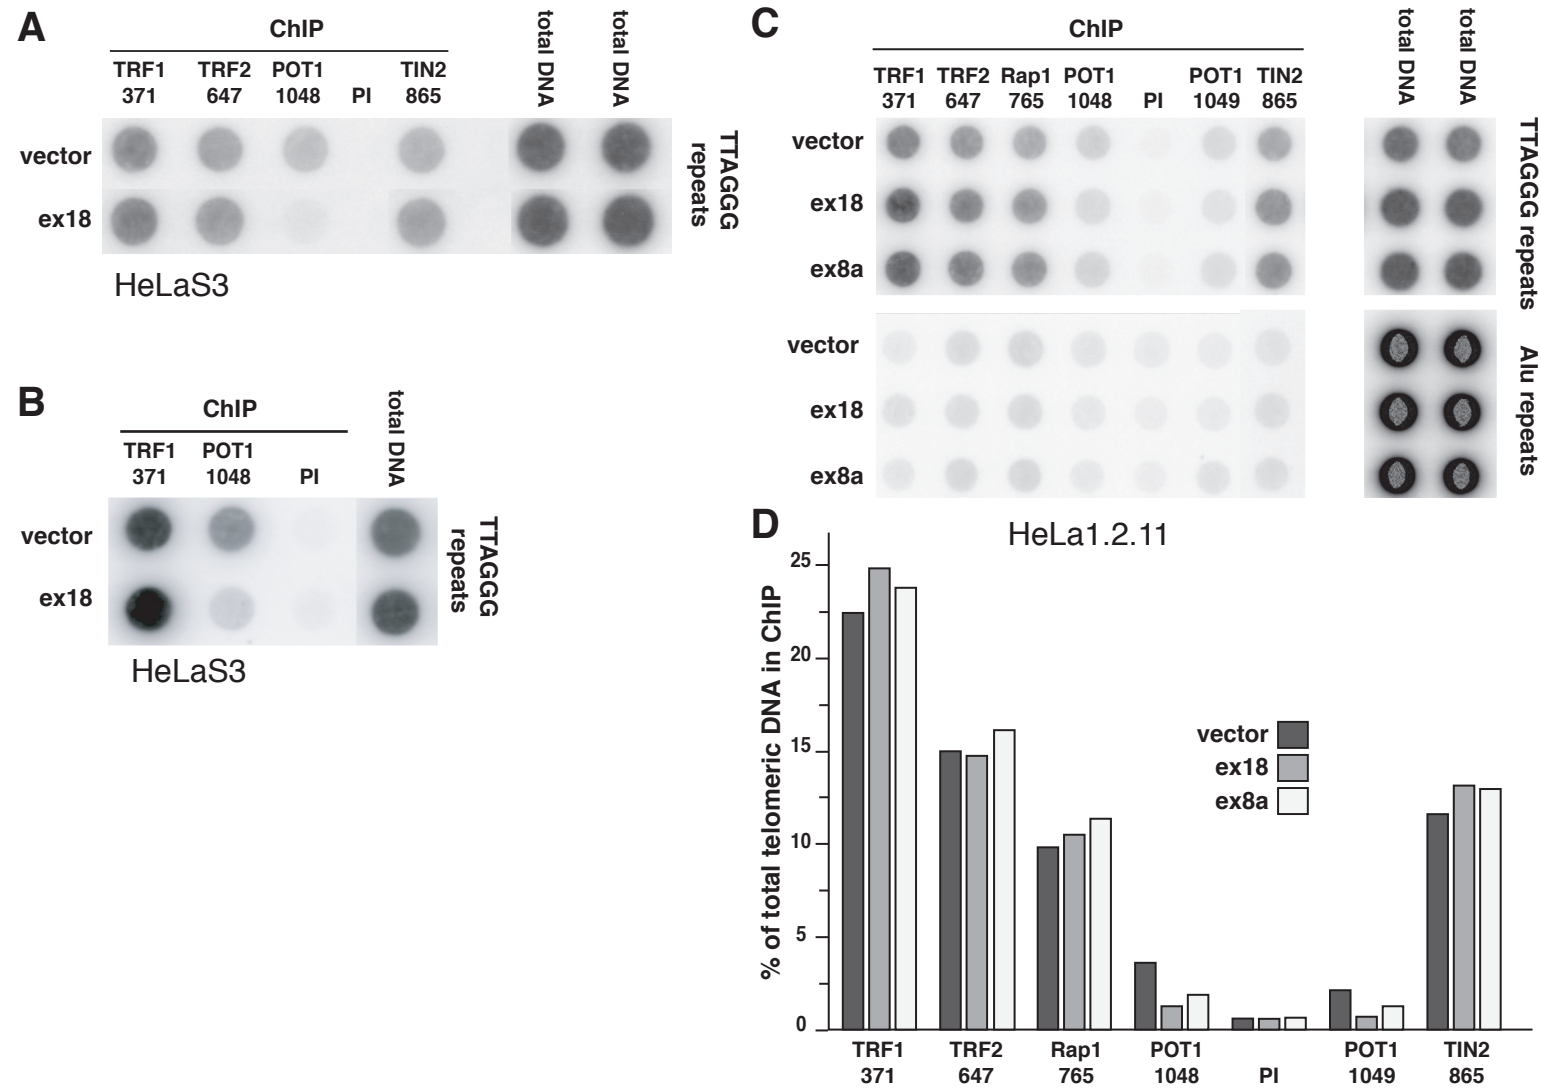 A
ChIP
TRF1 TRF2 POT1 TIN2
371 647 1048 PI 865
total DNA
total DNA
vector
ex18
TTAGGG
repeats
HeLaS3
B
ChIP
TRF1 POT1
371 1048 PI
total DNA
vector
ex18
TTAGGG
repeats
HeLaS3
C
ChIP
TRF1 TRF2 Rap1 POT1 POT1 TIN2
371 647 765 1048 PI 1049 865
total DNA
total DNA
vector
ex18
ex8a
TTAGGG repeats
vector
ex18
ex8a
Alu repeats
HeLa1.2.11
D
% of total telomeric DNA in ChIP
25
20
15
10
5
0
vector
ex18
ex8a
TRF1 TRF2 Rap1 POT1 POT1 TIN2
371 647 765 1048 PI 1049 865